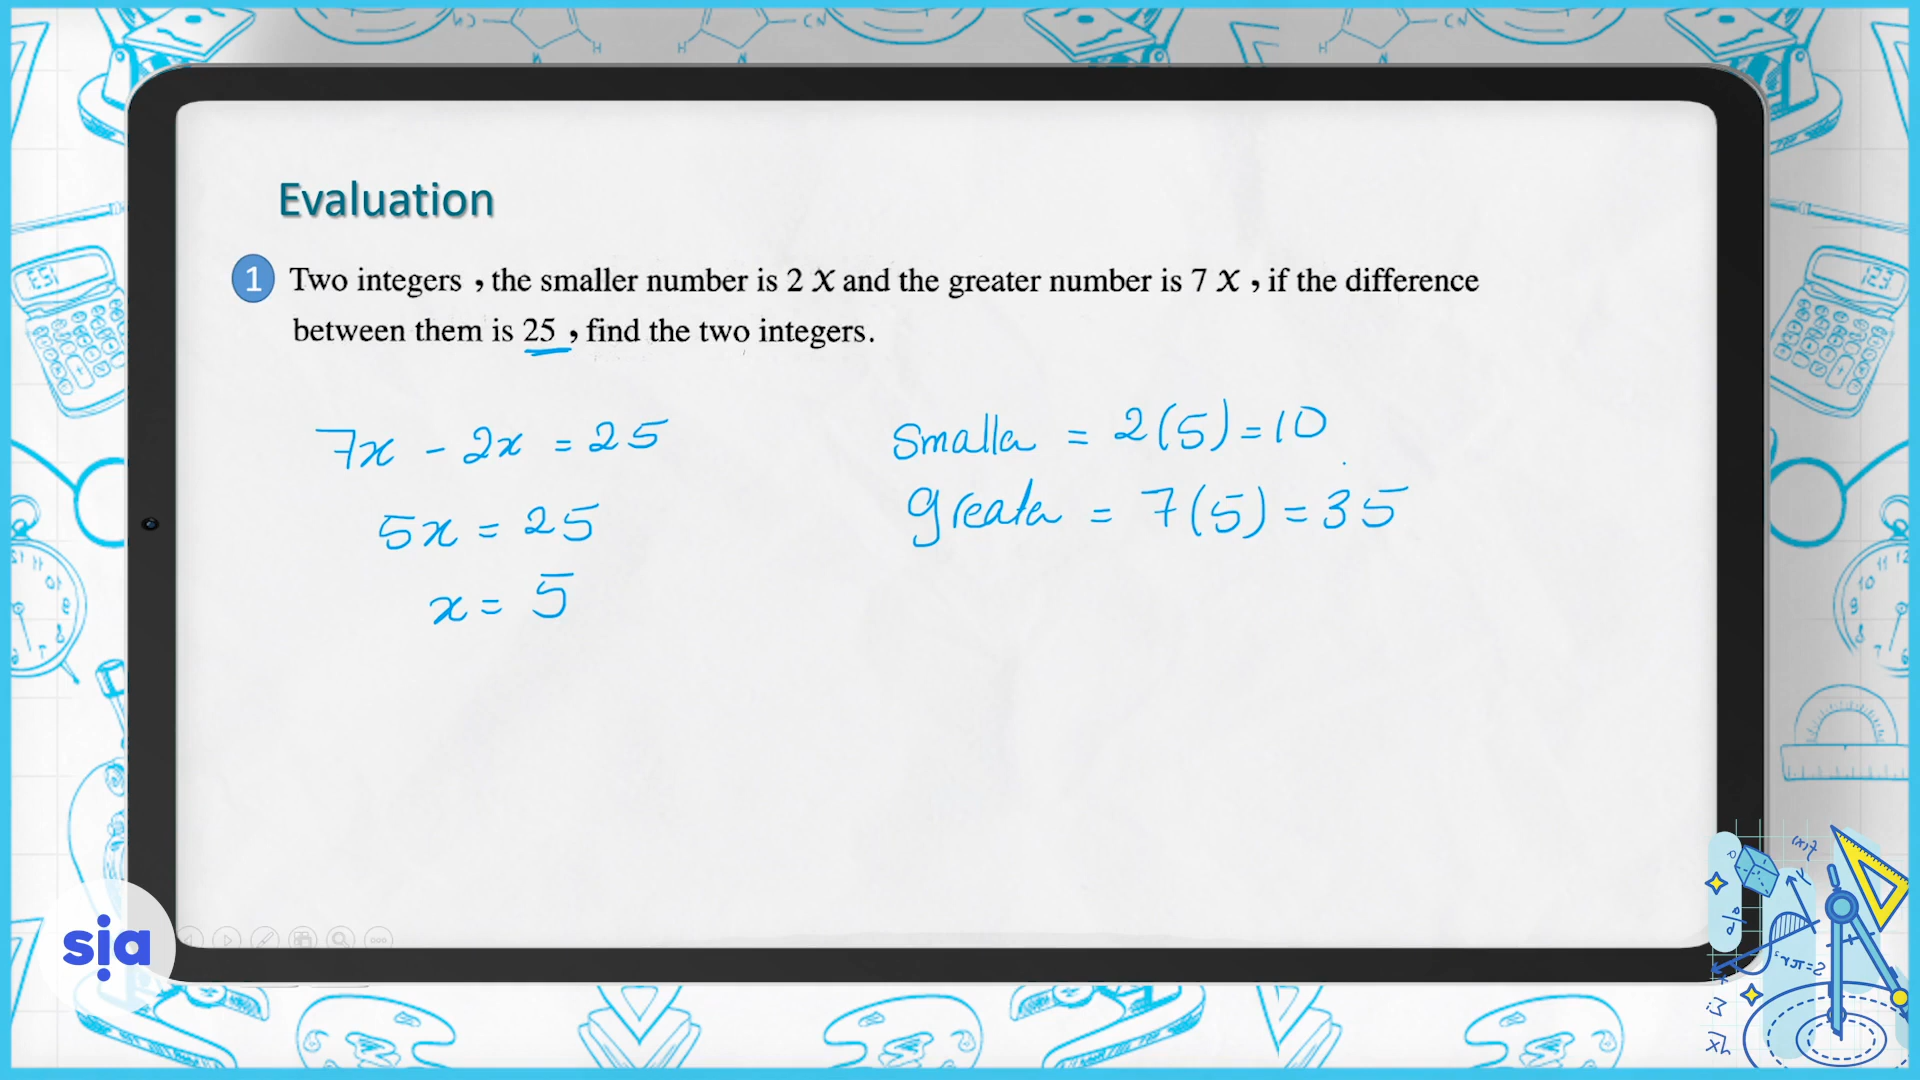 Evaluation
1 Two integers , the smaller number is 2 X and the greater number is 7 X , if the difference
between them is 25 , find the two integers.
7x - 2x = 25
5x = 25
x = 5
Smaller = 2(5) = 10
greater = 7(5) = 35
sia